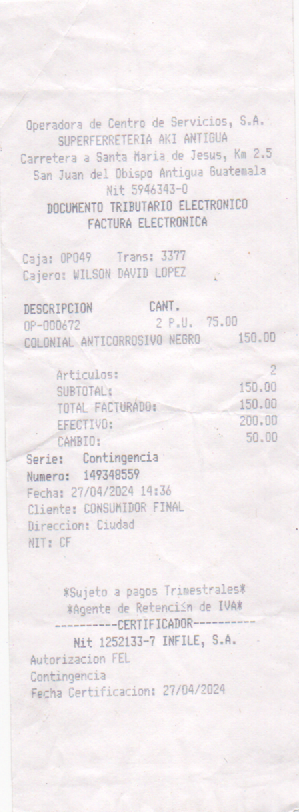 Operadora de Centro de Servicios, S.A.
SUPERFERRETERIA AKI ANTIGUA
Carretera a Santa Maria de Jesus, Km 2.5
San Juan del Obispo Antigua Guatemala
Nit 5946343-0
DOCUMENTO TRIBUTARIO ELECTRONICO
FACTURA ELECTRONICA
Caja: OP049 Trans: 3377
Cajero: WILSON DAVID LOPEZ
DESCRIPCION CANT.
OP-000672 2 P.U. 75.00
COLONIAL ANTICORROSIVO NEGRO 150.00
Articulos: 2
SUBTOTAL: 150.00
TOTAL FACTURADO: 150.00
EFECTIVO: 200.00
CAMBIO: 50.00
Serie: Contingencia
Numero: 149348559
Fecha: 27/04/2024 14:36
Cliente: CONSUMIDOR FINAL
Direccion: Ciudad
NIT: CF
*Sujeto a pagos Trimestrales*
*Agente de Retención de IVA*
----------CERTIFICADOR----------
Nit 1252133-7 INFILE, S.A.
Autorizacion FEL
Contingencia
Fecha Certificacion: 27/04/2024